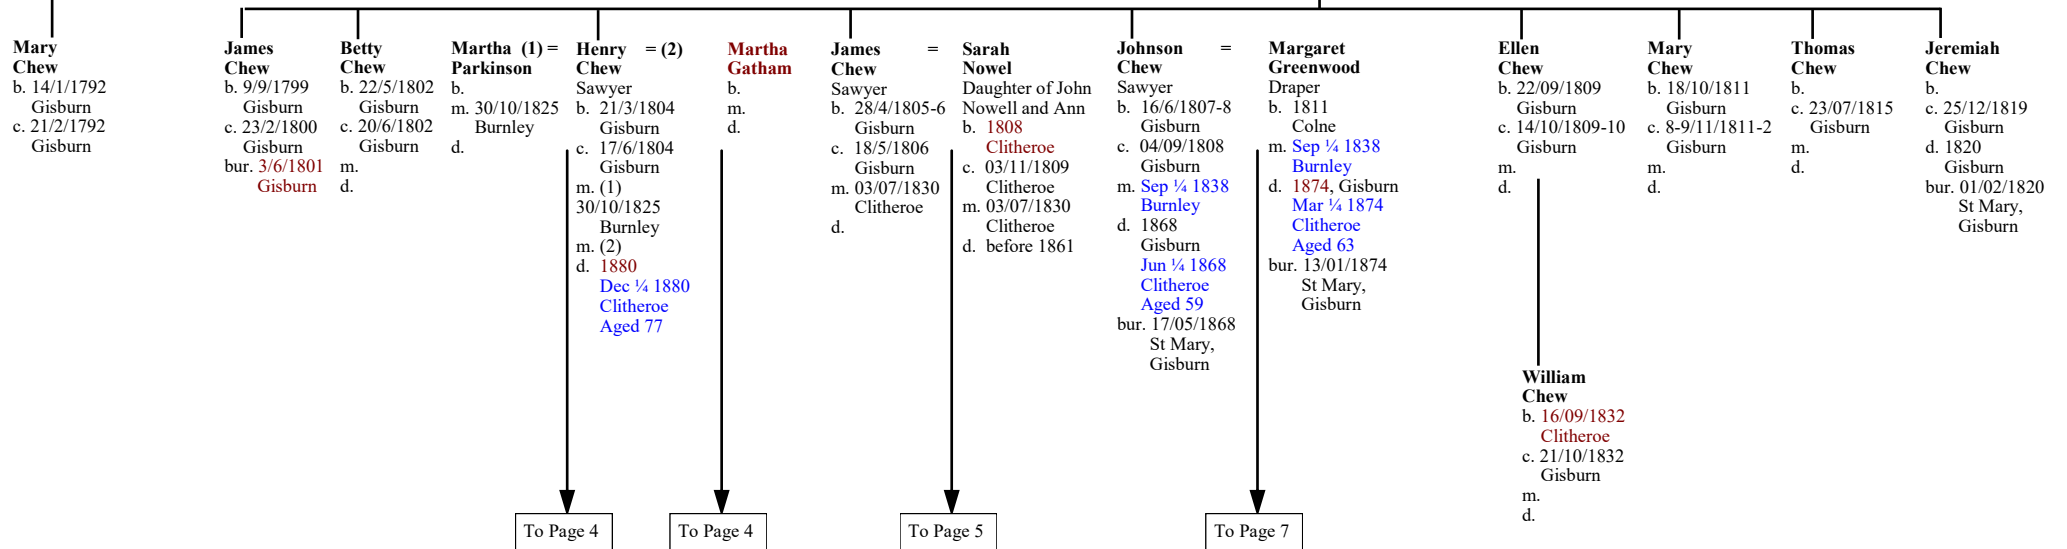 Mary
Chew
b. 14/1/1792
Gisburn
c. 21/2/1792
Gisburn
James
Chew
b. 9/9/1799
Gisburn
c. 23/2/1800
Gisburn
bur. 3/6/1801
Gisburn
Betty
Chew
b. 22/5/1802
Gisburn
c. 20/6/1802
Gisburn
m.
d.
Martha (1) =
Parkinson
b.
m. 30/10/1825
Burnley
d.
Henry = (2)
Chew
Sawyer
b. 21/3/1804
Gisburn
c. 17/6/1804
Gisburn
m. (1)
30/10/1825
Burnley
m. (2)
d. 1880
Dec ¼ 1880
Clitheroe
Aged 77
Martha
Gatham
b.
m.
d.
James =
Chew
Sawyer
b. 28/4/1805-6
Gisburn
c. 18/5/1806
Gisburn
m. 03/07/1830
Clitheroe
d.
Sarah
Nowel
Daughter of John
Nowell and Ann
b. 1808
Clitheroe
c. 03/11/1809
Clitheroe
m. 03/07/1830
Clitheroe
d. before 1861
Johnson =
Chew
Sawyer
b. 16/6/1807-8
Gisburn
c. 04/09/1808
Gisburn
m. Sep ¼ 1838
Burnley
d. 1868
Gisburn
Jun ¼ 1868
Clitheroe
Aged 59
bur. 17/05/1868
St Mary,
Gisburn
Margaret
Greenwood
Draper
b. 1811
Colne
m. Sep ¼ 1838
Burnley
d. 1874, Gisburn
Mar ¼ 1874
Clitheroe
Aged 63
bur. 13/01/1874
St Mary,
Gisburn
Ellen
Chew
b. 22/09/1809
Gisburn
c. 14/10/1809-10
Gisburn
m.
d.
Mary
Chew
b. 18/10/1811
Gisburn
c. 8-9/11/1811-2
Gisburn
m.
d.
Thomas
Chew
b.
c. 23/07/1815
Gisburn
m.
d.
Jeremiah
Chew
b.
c. 25/12/1819
Gisburn
d. 1820
Gisburn
bur. 01/02/1820
St Mary,
Gisburn
William
Chew
b. 16/09/1832
Clitheroe
c. 21/10/1832
Gisburn
m.
d.
To Page 4
To Page 4
To Page 5
To Page 7